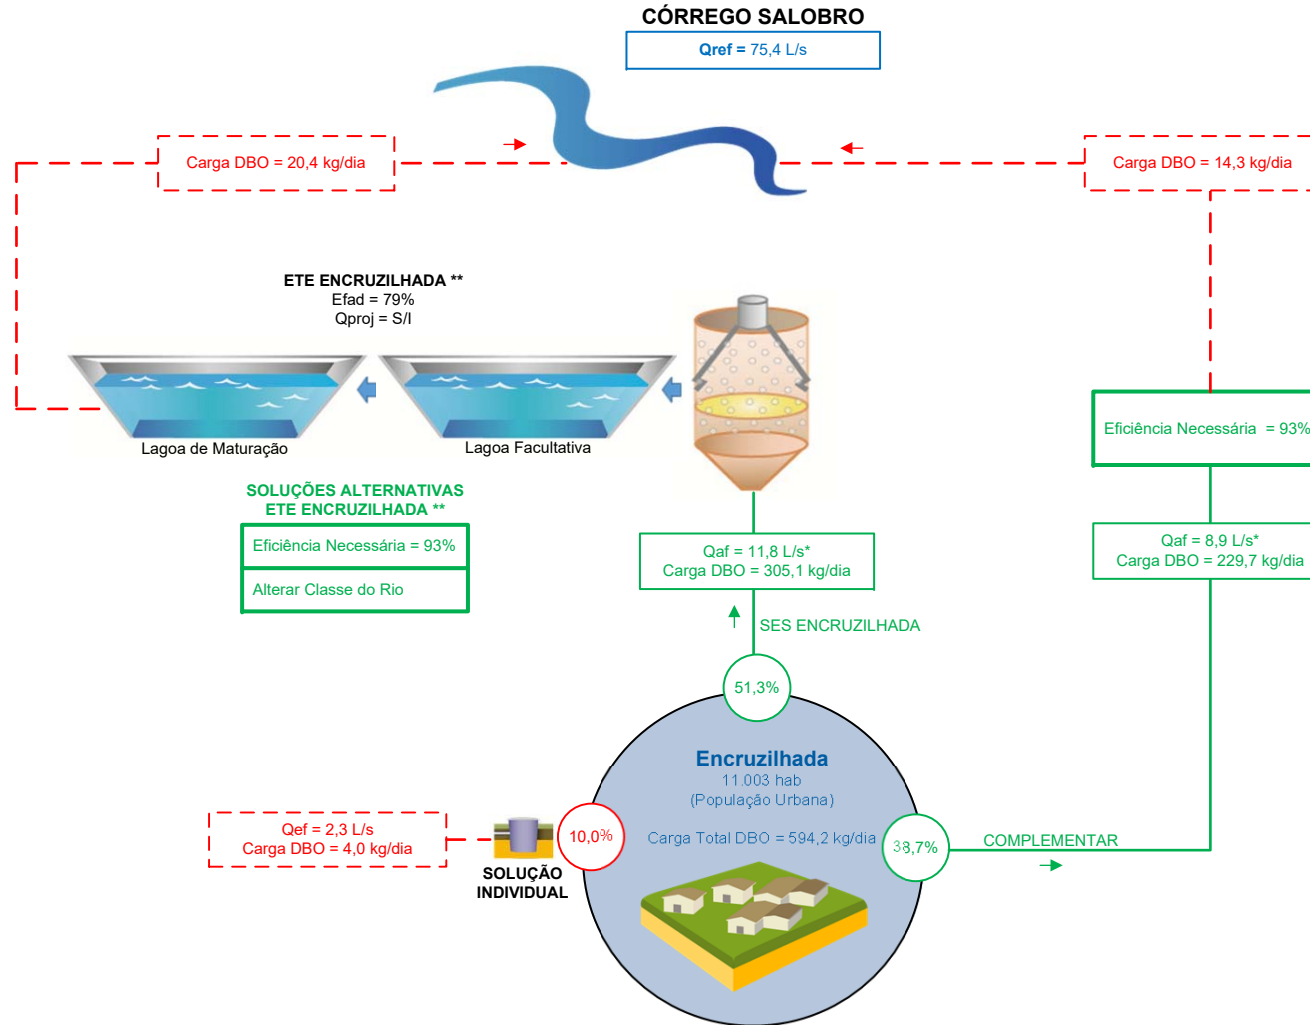 CÓRREGO SALOBRO
Qref = 75,4 L/s
Carga DBO = 20,4 kg/dia
Carga DBO = 14,3 kg/dia
ETE ENCRUZILHADA **
Efad = 79%
Qproj = S/I
Lagoa de Maturação
Lagoa Facultativa
Eficiência Necessária = 93%
SOLUÇÕES ALTERNATIVAS
ETE ENCRUZILHADA **
Eficiência Necessária = 93%
Alterar Classe do Rio
Qaf = 11,8 L/s*
Carga DBO = 305,1 kg/dia
Qaf = 8,9 L/s*
Carga DBO = 229,7 kg/dia
SES ENCRUZILHADA
51,3%
Encruzilhada
11.003 hab
(População Urbana)
Carga Total DBO = 594,2 kg/dia
Qef = 2,3 L/s
Carga DBO = 4,0 kg/dia
10,0%
38,7%
COMPLEMENTAR
SOLUÇÃO
INDIVIDUAL